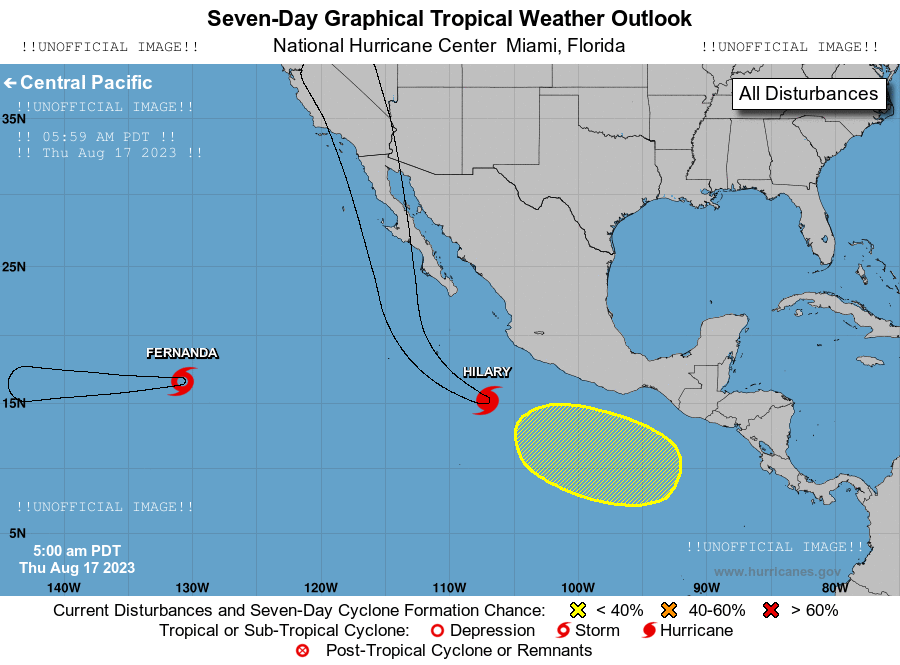 Seven-Day Graphical Tropical Weather Outlook
!!UNOFFICIAL IMAGE!! National Hurricane Center Miami, Florida !!UNOFFICIAL IMAGE!!
← Central Pacific
All Disturbances
!!UNOFFICIAL IMAGE!!
35N
!! 05:59 AM PDT !!
!! Thu Aug 17 2023 !!
25N
FERNANDA
HILARY
15N
!!UNOFFICIAL IMAGE!!
5N
5:00 am PDT
Thu Aug 17 2023
!!UNOFFICIAL IMAGE!!
www.hurricanes.gov
140W 130W 120W 110W 100W 90W 80W
Current Disturbances and Seven-Day Cyclone Formation Chance: < 40% 40-60% > 60%
Tropical or Sub-Tropical Cyclone: Depression Storm Hurricane
Post-Tropical Cyclone or Remnants